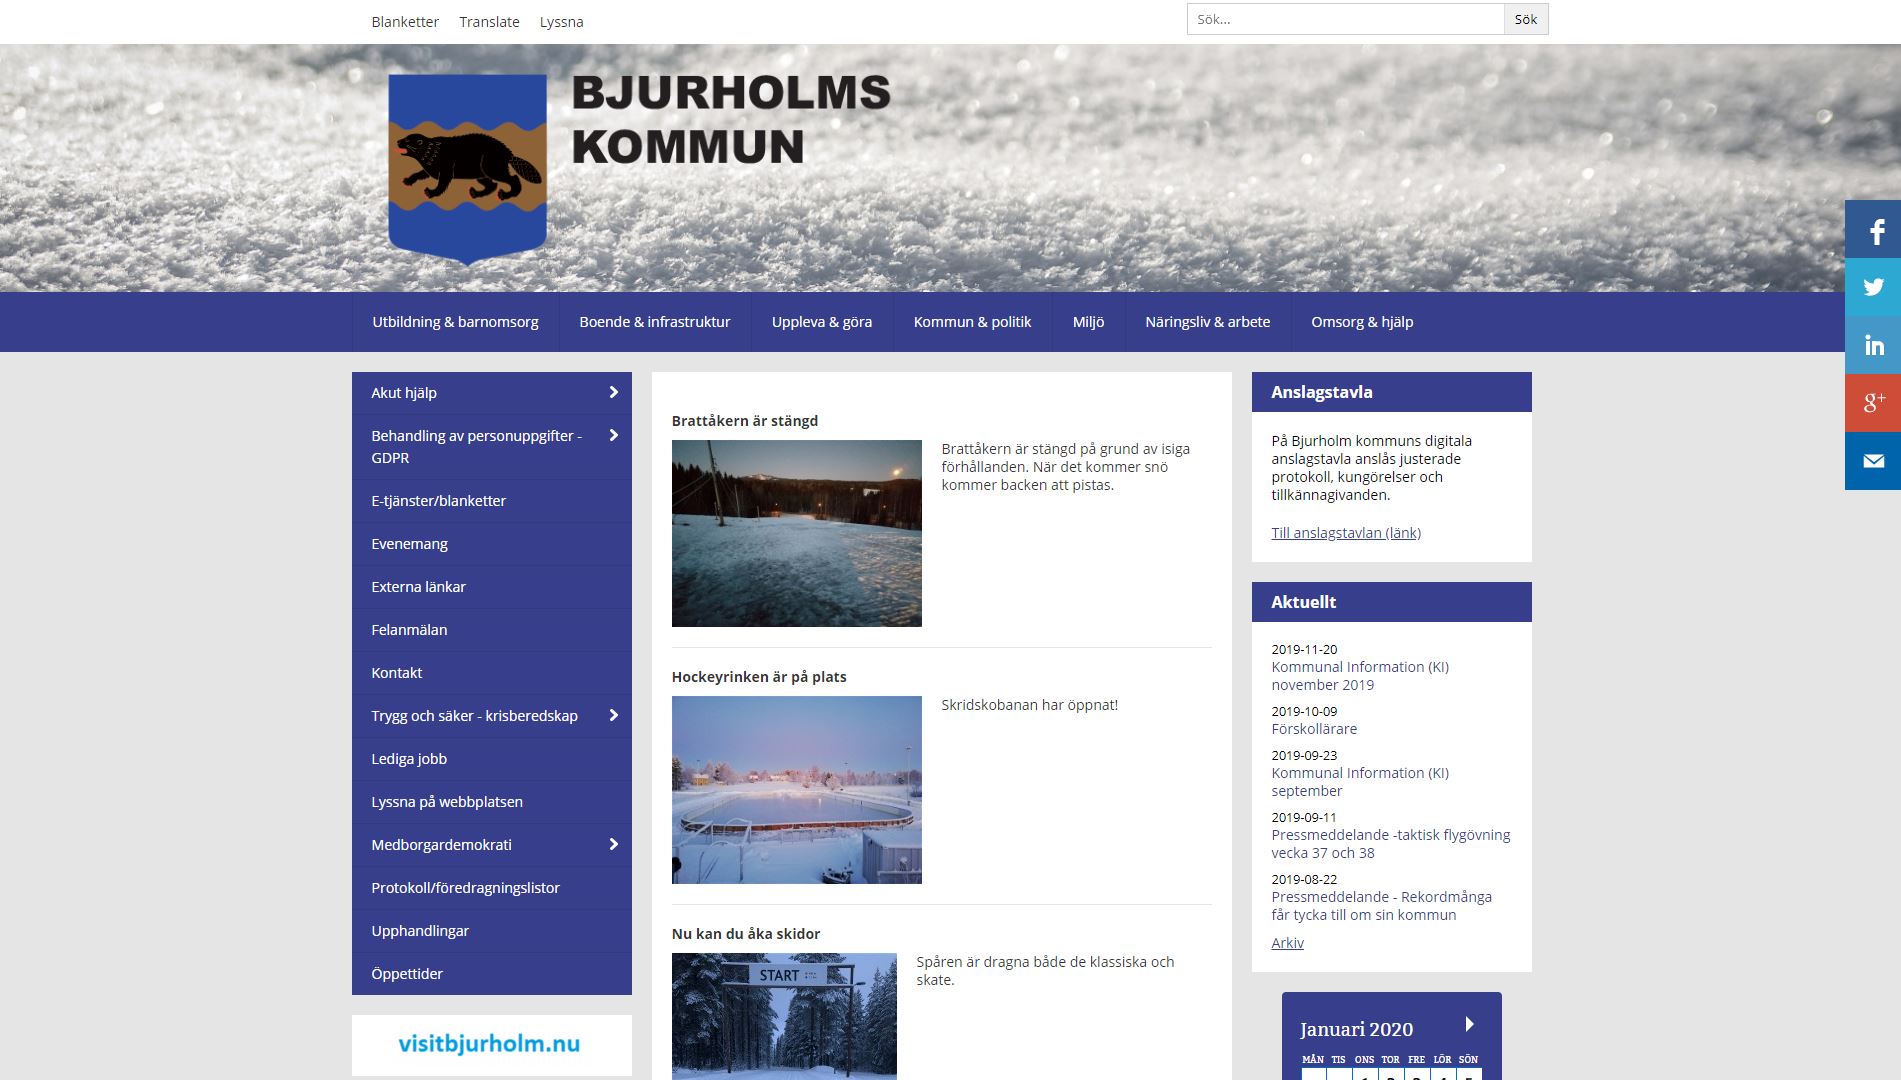 Blanketter
Translate
Lyssna
Sök...
Sök
BJURHOLMS
KOMMUN
Utbildning & barnomsorg
Boende & infrastruktur
Uppleva & göra
Kommun & politik
Miljö
Näringsliv & arbete
Omsorg & hjälp
Akut hjälp
Behandling av personuppgifter -
GDPR
E-tjänster/blanketter
Evenemang
Externa länkar
Felanmälan
Kontakt
Trygg och säker - krisberedskap
Lediga jobb
Lyssna på webbplatsen
Medborgardemokrati
Protokoll/föredragningslistor
Upphandlingar
Öppettider
visitbjurholm.nu
Brattåkern är stängd
Brattåkern är stängd på grund av isiga
förhållanden. När det kommer snö
kommer backen att pistas.
Hockeyrinken är på plats
Skridskobanan har öppnat!
Nu kan du åka skidor
START
Spåren är dragna både de klassiska och
skate.
Anslagstavla
På Bjurholm kommuns digitala
anslagstavla anslås justerade
protokoll, kungörelser och
tillkännagivanden.
Till anslagstavlan (länk)
Aktuellt
2019-11-20
Kommunal Information (KI)
november 2019
2019-10-09
Förskollärare
2019-09-23
Kommunal Information (KI)
september
2019-09-11
Pressmeddelande -taktisk flygövning
vecka 37 och 38
2019-08-22
Pressmeddelande - Rekordmånga
får tycka till om sin kommun
Arkiv
Januari 2020
MÅN TIS ONS TOR FRE LÖR SÖN